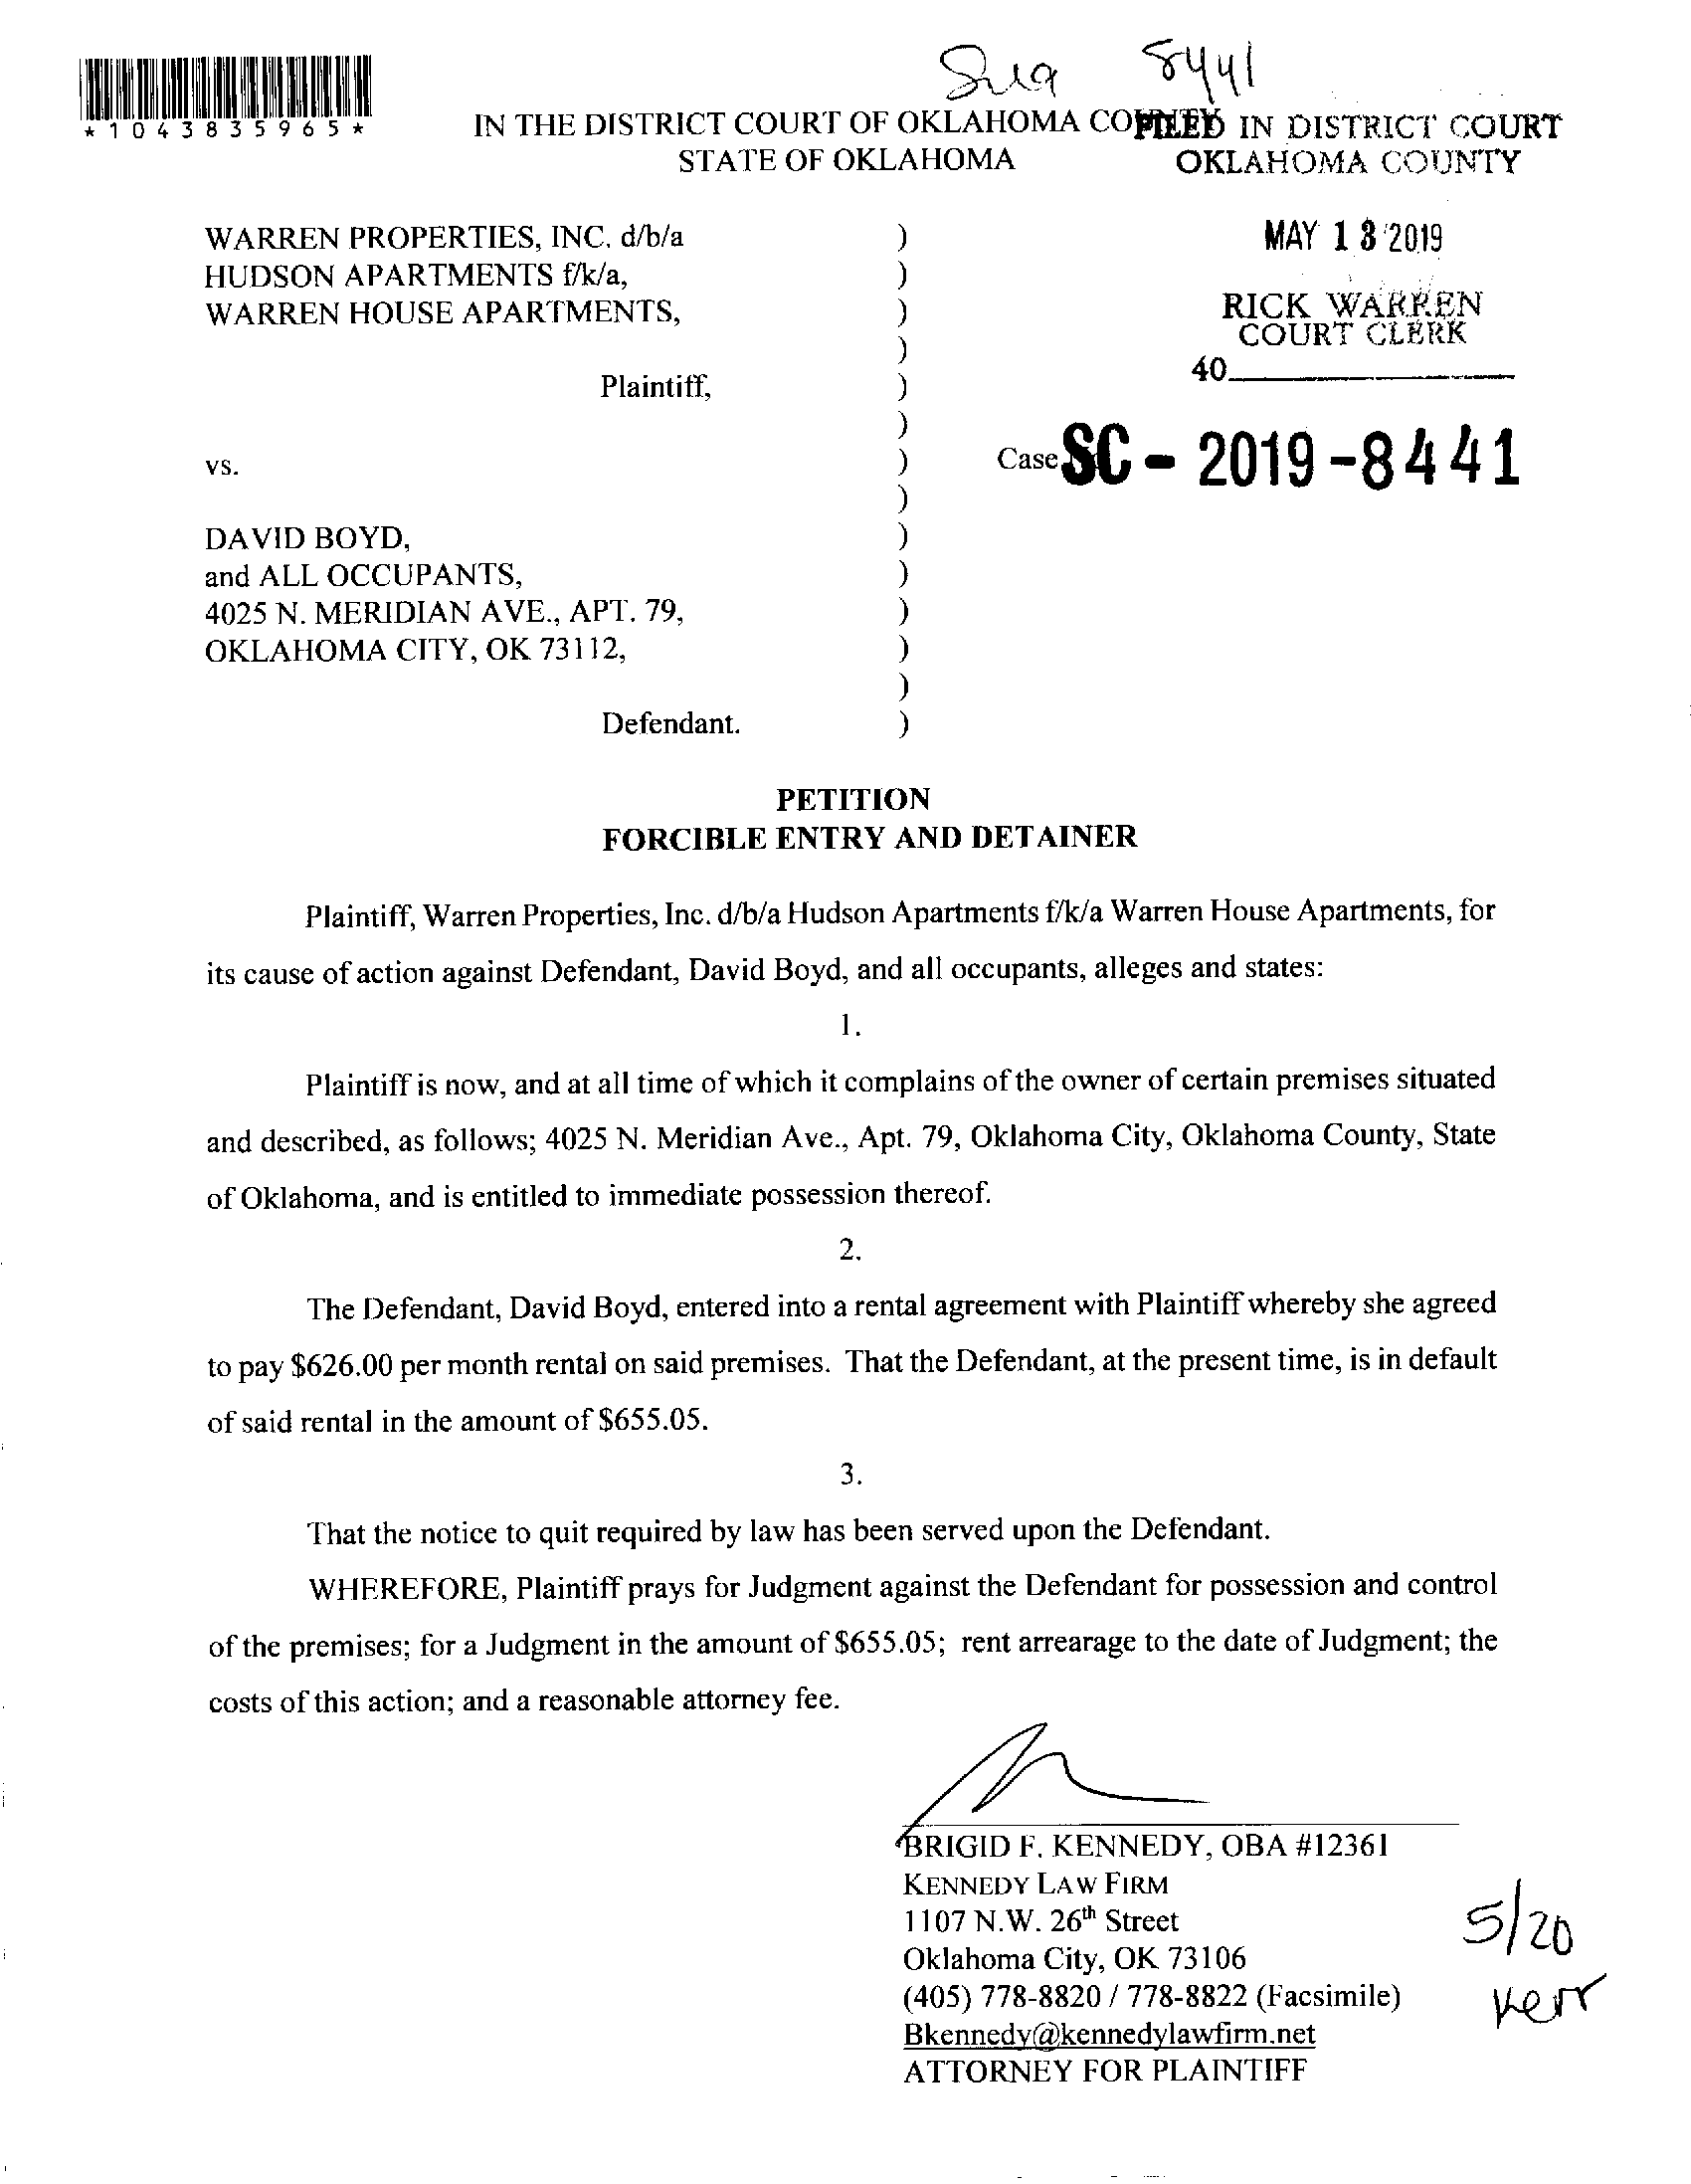 8441
*1043835965*
IN THE DISTRICT COURT OF OKLAHOMA
STATE OF OKLAHOMA
FILED IN DISTRICT COURT
OKLAHOMA COUNTY
MAY 13 2019
RICK WARREN
COURT CLERK
40
WARREN PROPERTIES, INC. d/b/a )
HUDSON APARTMENTS f/k/a, )
WARREN HOUSE APARTMENTS, )
)
Plaintiff, )
)
vs. ) Case SC - 2019-8441
)
DAVID BOYD, )
and ALL OCCUPANTS, )
4025 N. MERIDIAN AVE., APT. 79, )
OKLAHOMA CITY, OK 73112, )
)
Defendant. )
PETITION
FORCIBLE ENTRY AND DETAINER
Plaintiff, Warren Properties, Inc. d/b/a Hudson Apartments f/k/a Warren House Apartments, for
its cause of action against Defendant, David Boyd, and all occupants, alleges and states:
1.
Plaintiff is now, and at all time of which it complains of the owner of certain premises situated
and described, as follows; 4025 N. Meridian Ave., Apt. 79, Oklahoma City, Oklahoma County, State
of Oklahoma, and is entitled to immediate possession thereof.
2.
The Defendant, David Boyd, entered into a rental agreement with Plaintiff whereby she agreed
to pay $626.00 per month rental on said premises. That the Defendant, at the present time, is in default
of said rental in the amount of $655.05.
3.
That the notice to quit required by law has been served upon the Defendant.
WHEREFORE, Plaintiff prays for Judgment against the Defendant for possession and control
of the premises; for a Judgment in the amount of $655.05; rent arrearage to the date of Judgment; the
costs of this action; and a reasonable attorney fee.
BRIGID F. KENNEDY, OBA #12361
KENNEDY LAW FIRM
1107 N.W. 26th Street
Oklahoma City, OK 73106
(405) 778-8820 / 778-8822 (Facsimile)
Bkennedy@kennedylawfirm.net
ATTORNEY FOR PLAINTIFF
5/20
Kerr